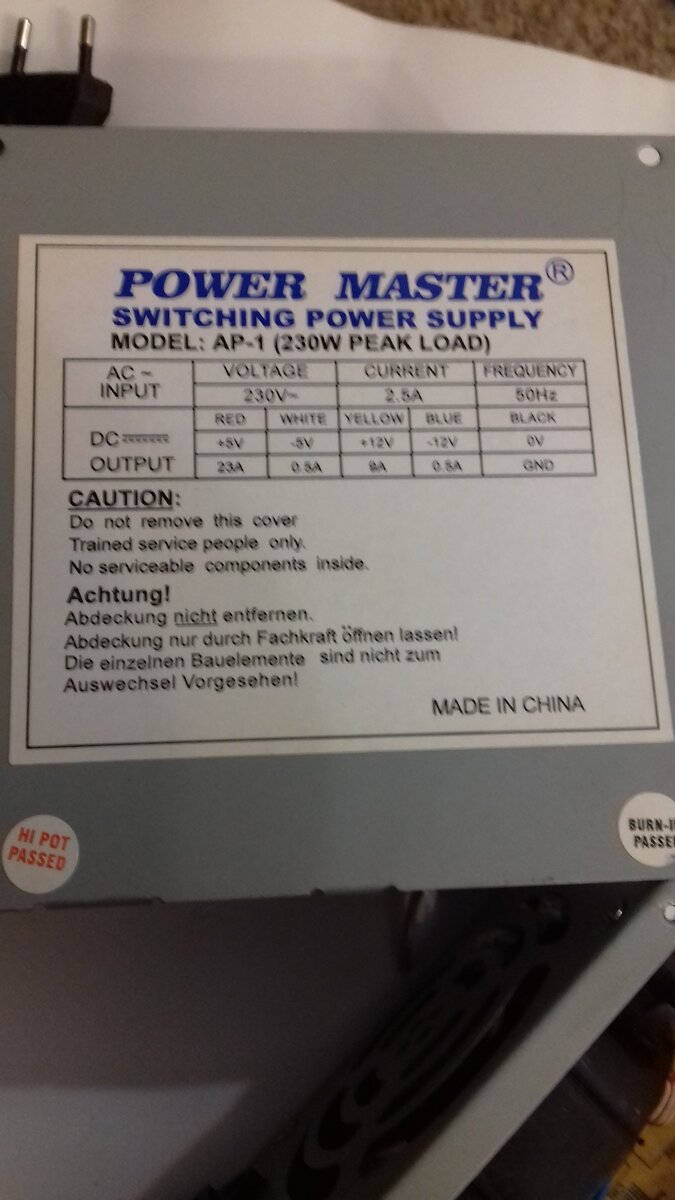 POWER MASTER®
SWITCHING POWER SUPPLY
MODEL: AP-1 (230W PEAK LOAD)
AC ~ INPUT VOLTAGE CURRENT FREQUENCY
230V~ 2.5A 50Hz
DC OUTPUT RED WHITE YELLOW BLUE BLACK
+5V -5V +12V -12V 0V
23A 0.5A 9A 0.5A GND
CAUTION:
Do not remove this cover
Trained service people only.
No serviceable components inside.
Achtung!
Abdeckung nicht entfernen.
Abdeckung nur durch Fachkraft öffnen lassen!
Die einzelnen Bauelemente sind nicht zum
Auswechsel Vorgesehen!
MADE IN CHINA
HI POT
PASSED
BURN-I
PASSE